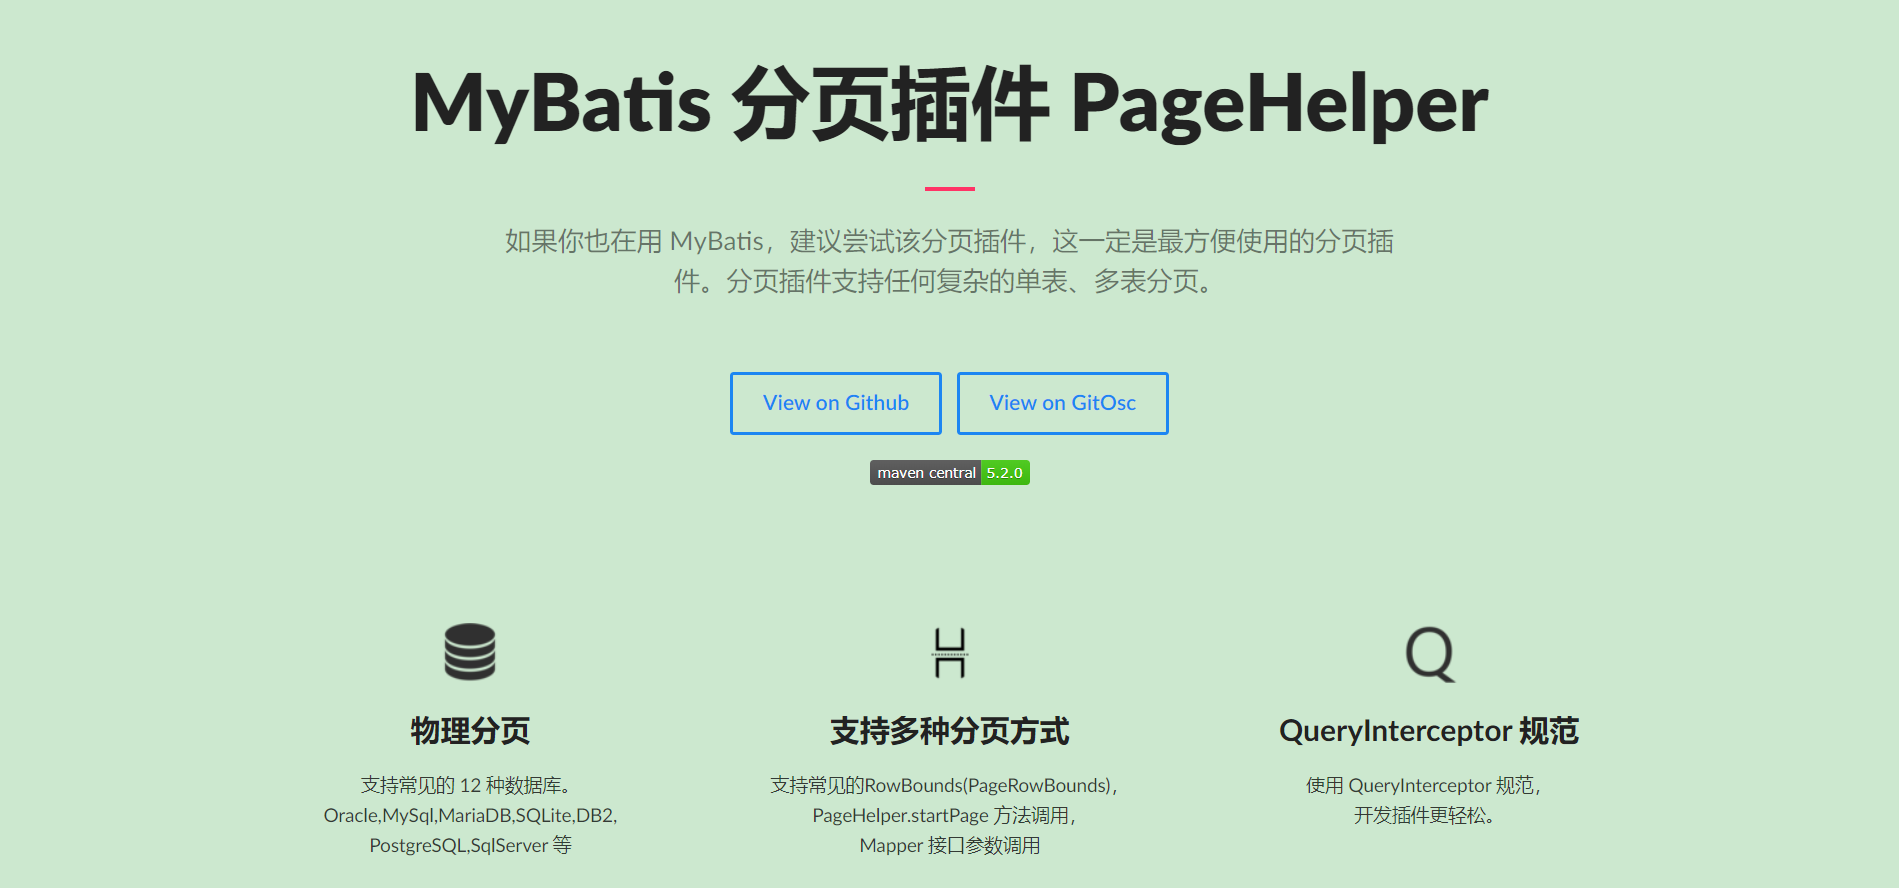 MyBatis 分页插件 PageHelper
如果你也在用 MyBatis，建议尝试该分页插件，这一定是最方便使用的分页插
件。分页插件支持任何复杂的单表、多表分页。
View on Github
View on GitOsc
maven central 5.2.0
物理分页
支持常见的 12 种数据库。
Oracle,MySql,MariaDB,SQLite,DB2,
PostgreSQL,SqlServer 等
支持多种分页方式
支持常见的RowBounds(PageRowBounds)，
PageHelper.startPage 方法调用，
Mapper 接口参数调用
Q
QueryInterceptor 规范
使用 QueryInterceptor 规范，
开发插件更轻松。